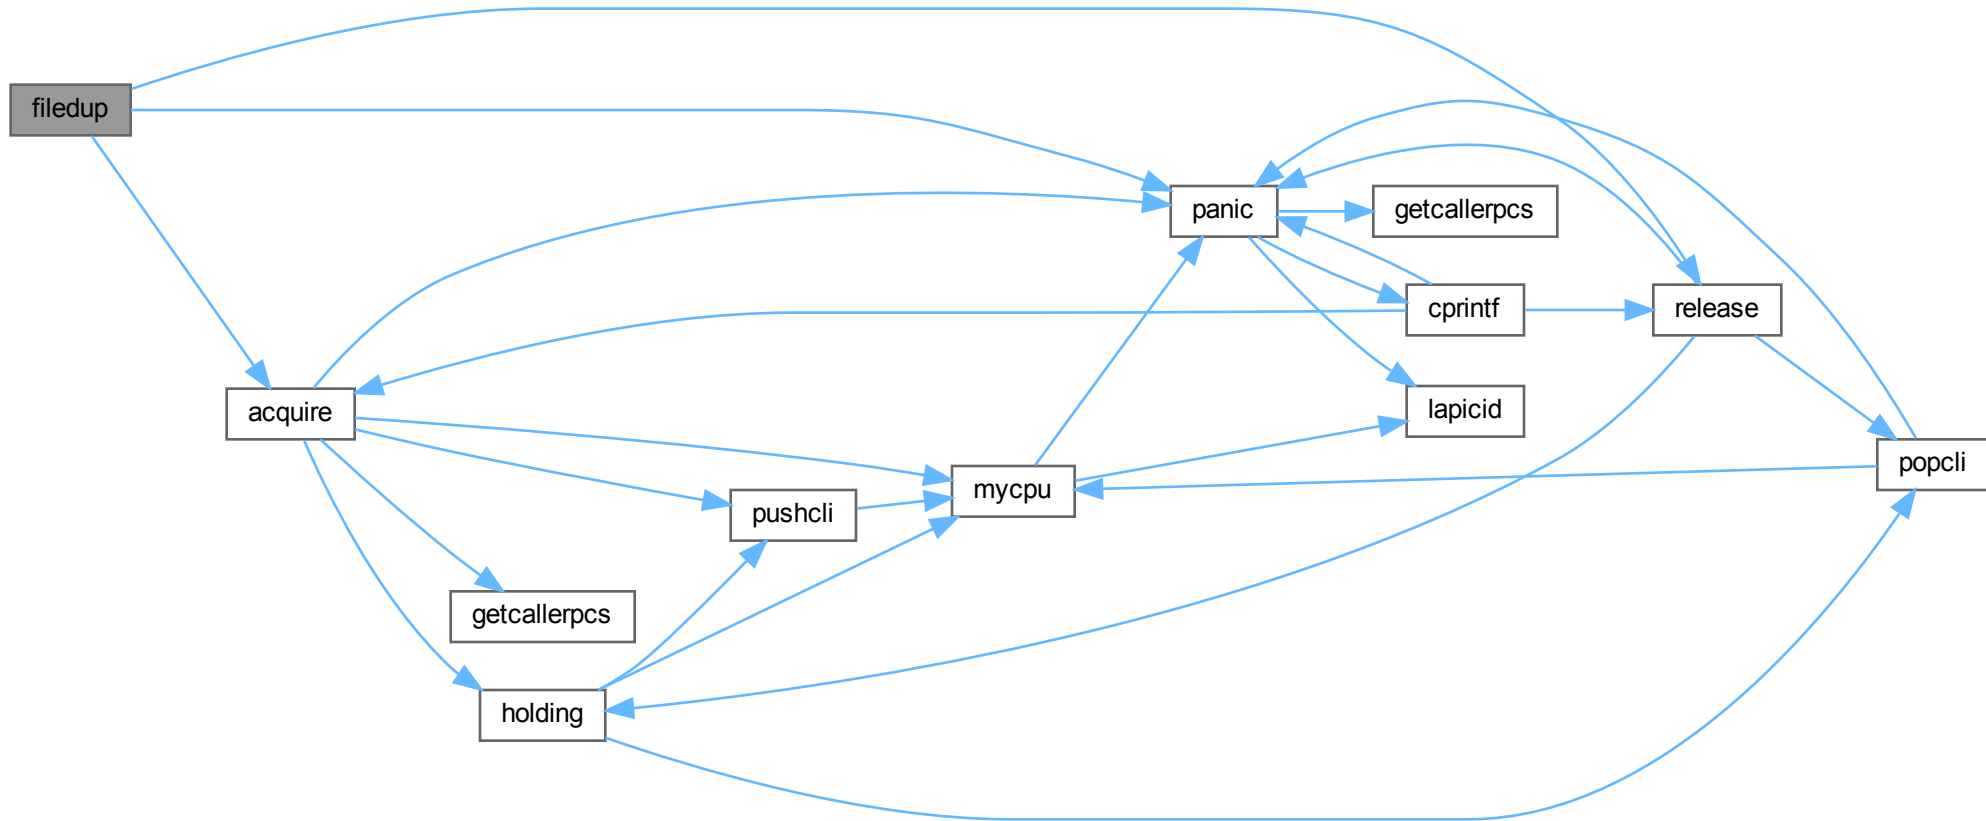 filedup
panic
getcallerpcs
cprintf
release
acquire
lapicid
mycpu
popcli
pushcli
getcallerpcs
holding